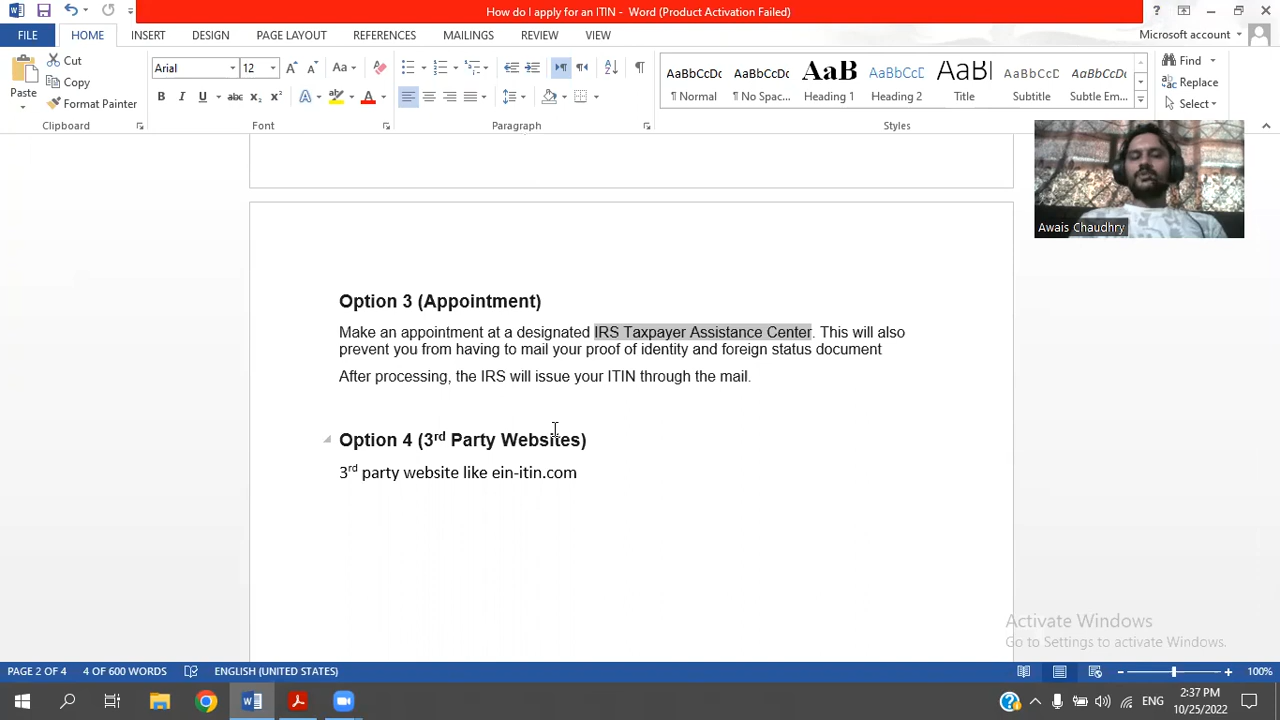 How do I apply for an ITIN - Word (Product Activation Failed)
FILE HOME INSERT DESIGN PAGE LAYOUT REFERENCES MAILINGS REVIEW VIEW Microsoft account
Cut
Copy
Format Painter
Paste
Arial 12
Aa
B I U abc x₂ x² A A
Clipboard Font Paragraph Styles
AaBbCcDc AaBbCcDc AaBb AaBbCcC AaBl AaBbCcD AaBbCcD
¶ Normal ¶ No Spac... Heading 1 Heading 2 Title Subtitle Subtle Em...
Find
Replace
Select
Awais Chaudhry
Option 3 (Appointment)
Make an appointment at a designated IRS Taxpayer Assistance Center. This will also
prevent you from having to mail your proof of identity and foreign status document
After processing, the IRS will issue your ITIN through the mail.
Option 4 (3rd Party Websites)
3rd party website like ein-itin.com
Activate Windows
Go to Settings to activate Windows.
PAGE 2 OF 4 4 OF 600 WORDS ENGLISH (UNITED STATES) 100%
ENG 2:37 PM
10/25/2022